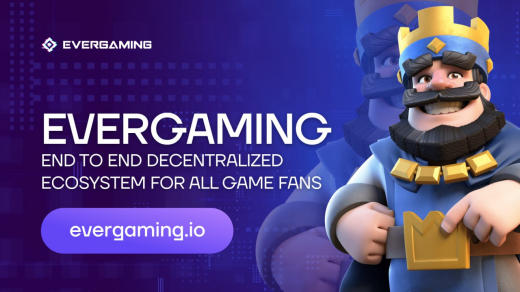 EVERGAMING
EVERGAMING
END TO END DECENTRALIZED
ECOSYSTEM FOR ALL GAME FANS
evergaming.io